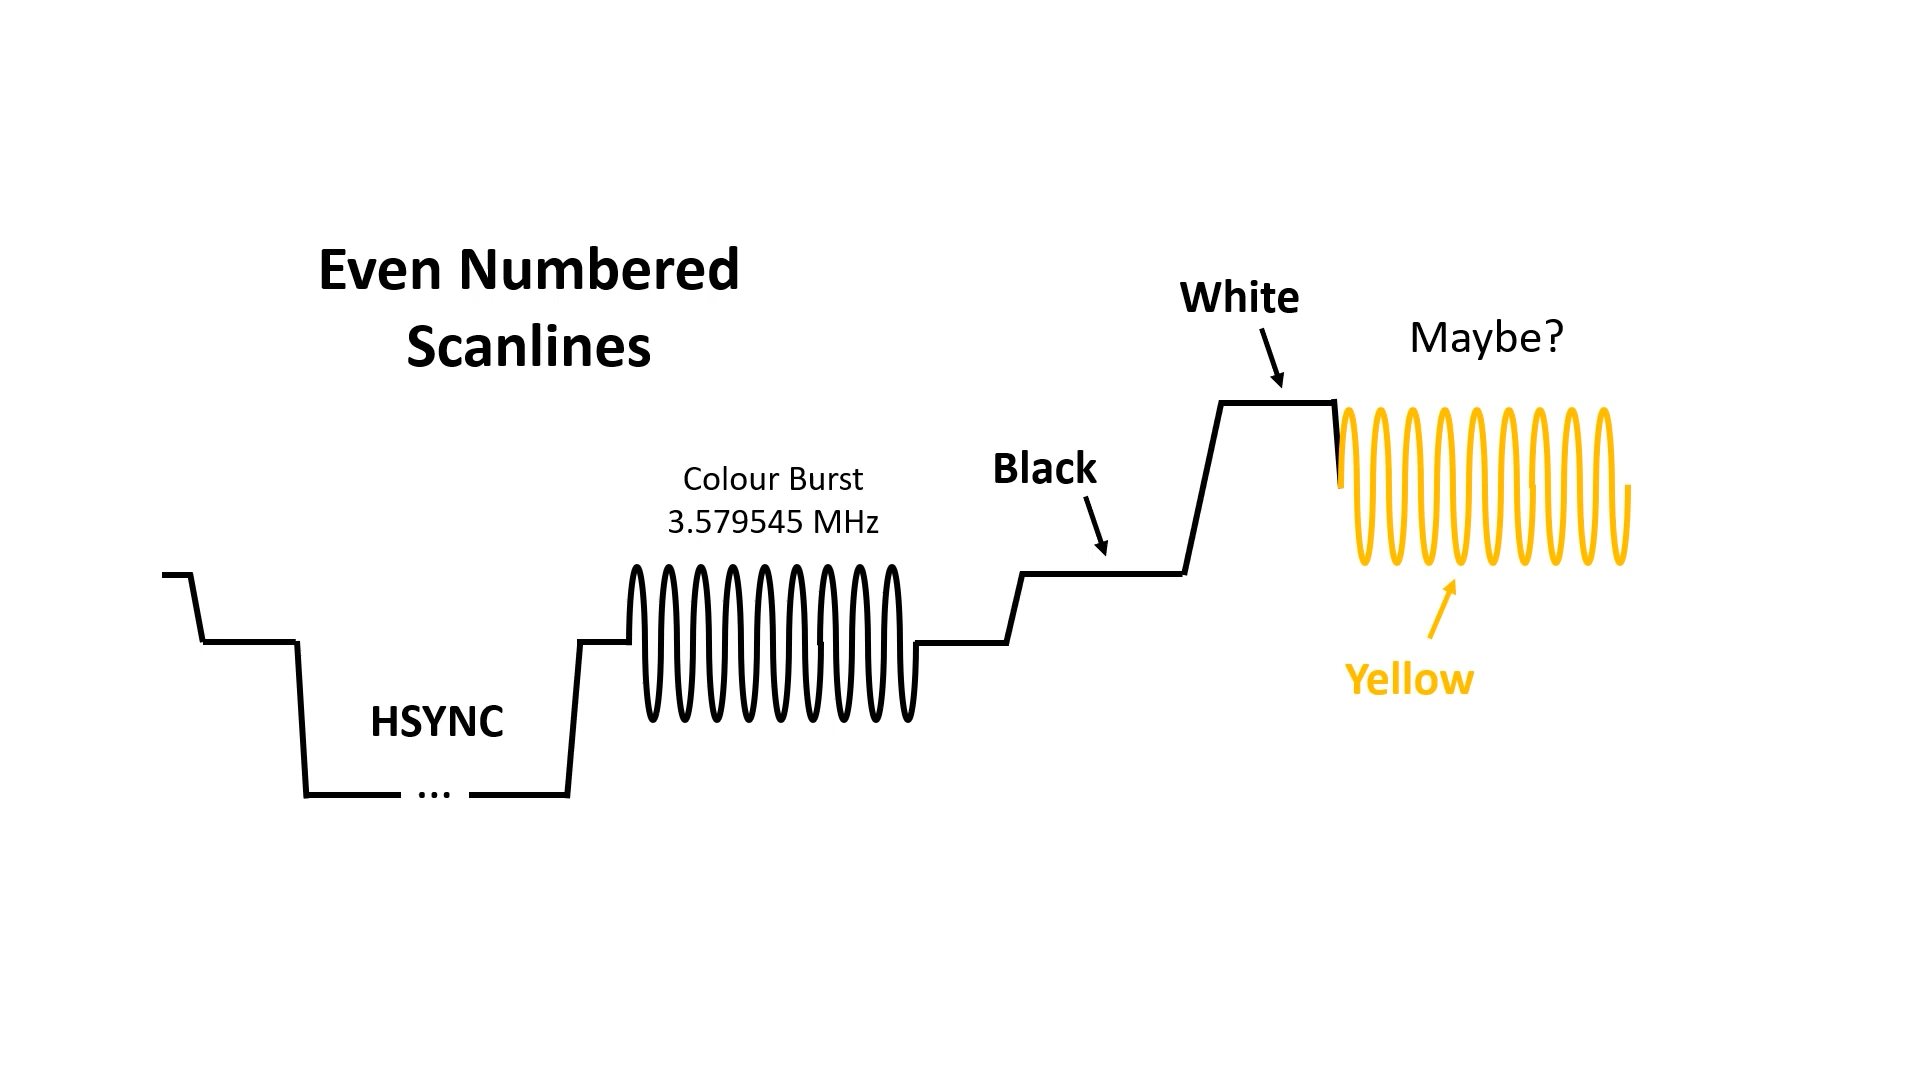 Even Numbered
Scanlines
White
Maybe?
Black
Colour Burst
3.579545 MHz
Yellow
HSYNC
...